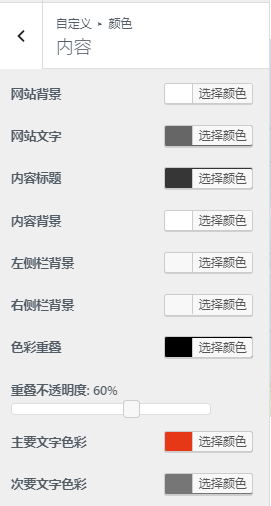 自定义 ▸ 颜色
内容
网站背景 选择颜色
网站文字 选择颜色
内容标题 选择颜色
内容背景 选择颜色
左侧栏背景 选择颜色
右侧栏背景 选择颜色
色彩重叠 选择颜色
重叠不透明度: 60%
主要文字色彩 选择颜色
次要文字色彩 选择颜色